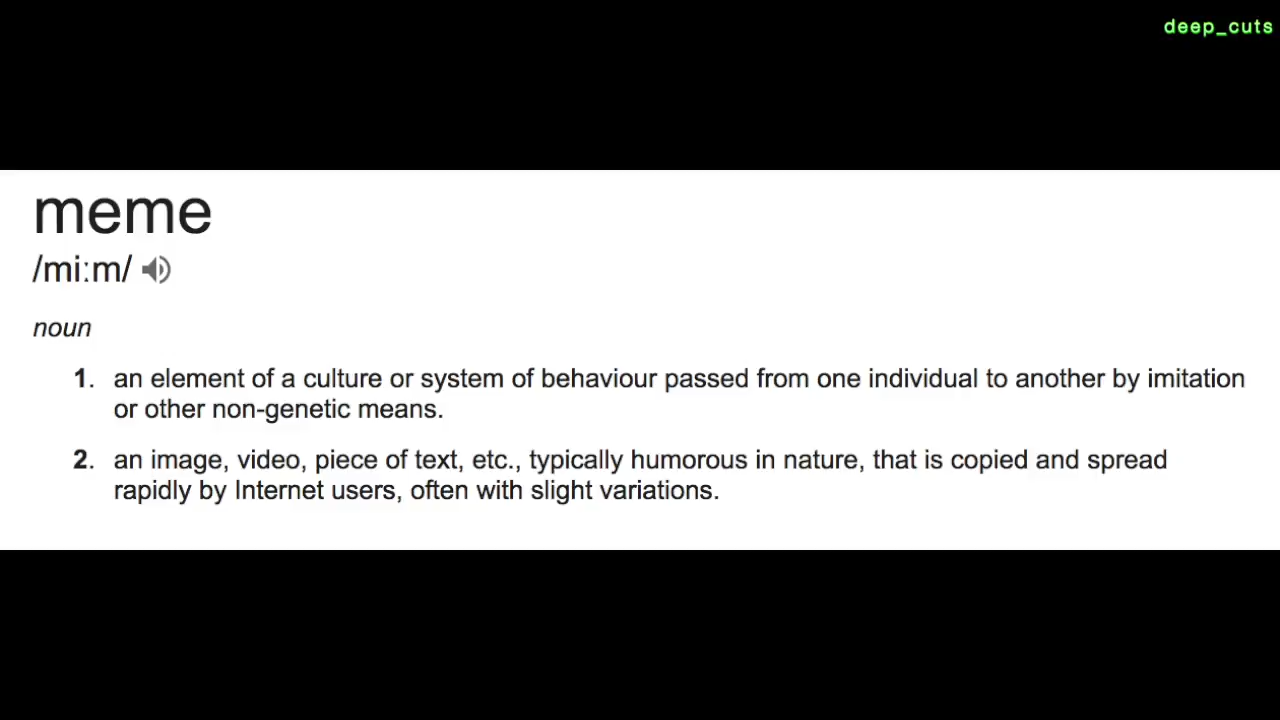 deep_cuts
meme
/miːm/
noun
1. an element of a culture or system of behaviour passed from one individual to another by imitation
or other non-genetic means.
2. an image, video, piece of text, etc., typically humorous in nature, that is copied and spread
rapidly by Internet users, often with slight variations.